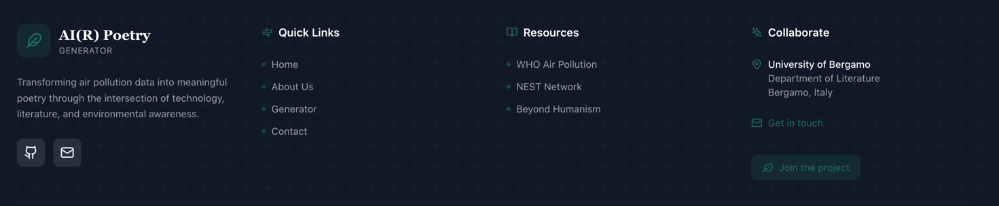 AI(R) Poetry
GENERATOR
Transforming air pollution data into meaningful
poetry through the intersection of technology,
literature, and environmental awareness.
Quick Links
Home
About Us
Generator
Contact
Resources
WHO Air Pollution
NEST Network
Beyond Humanism
Collaborate
University of Bergamo
Department of Literature
Bergamo, Italy
Get in touch
Join the project